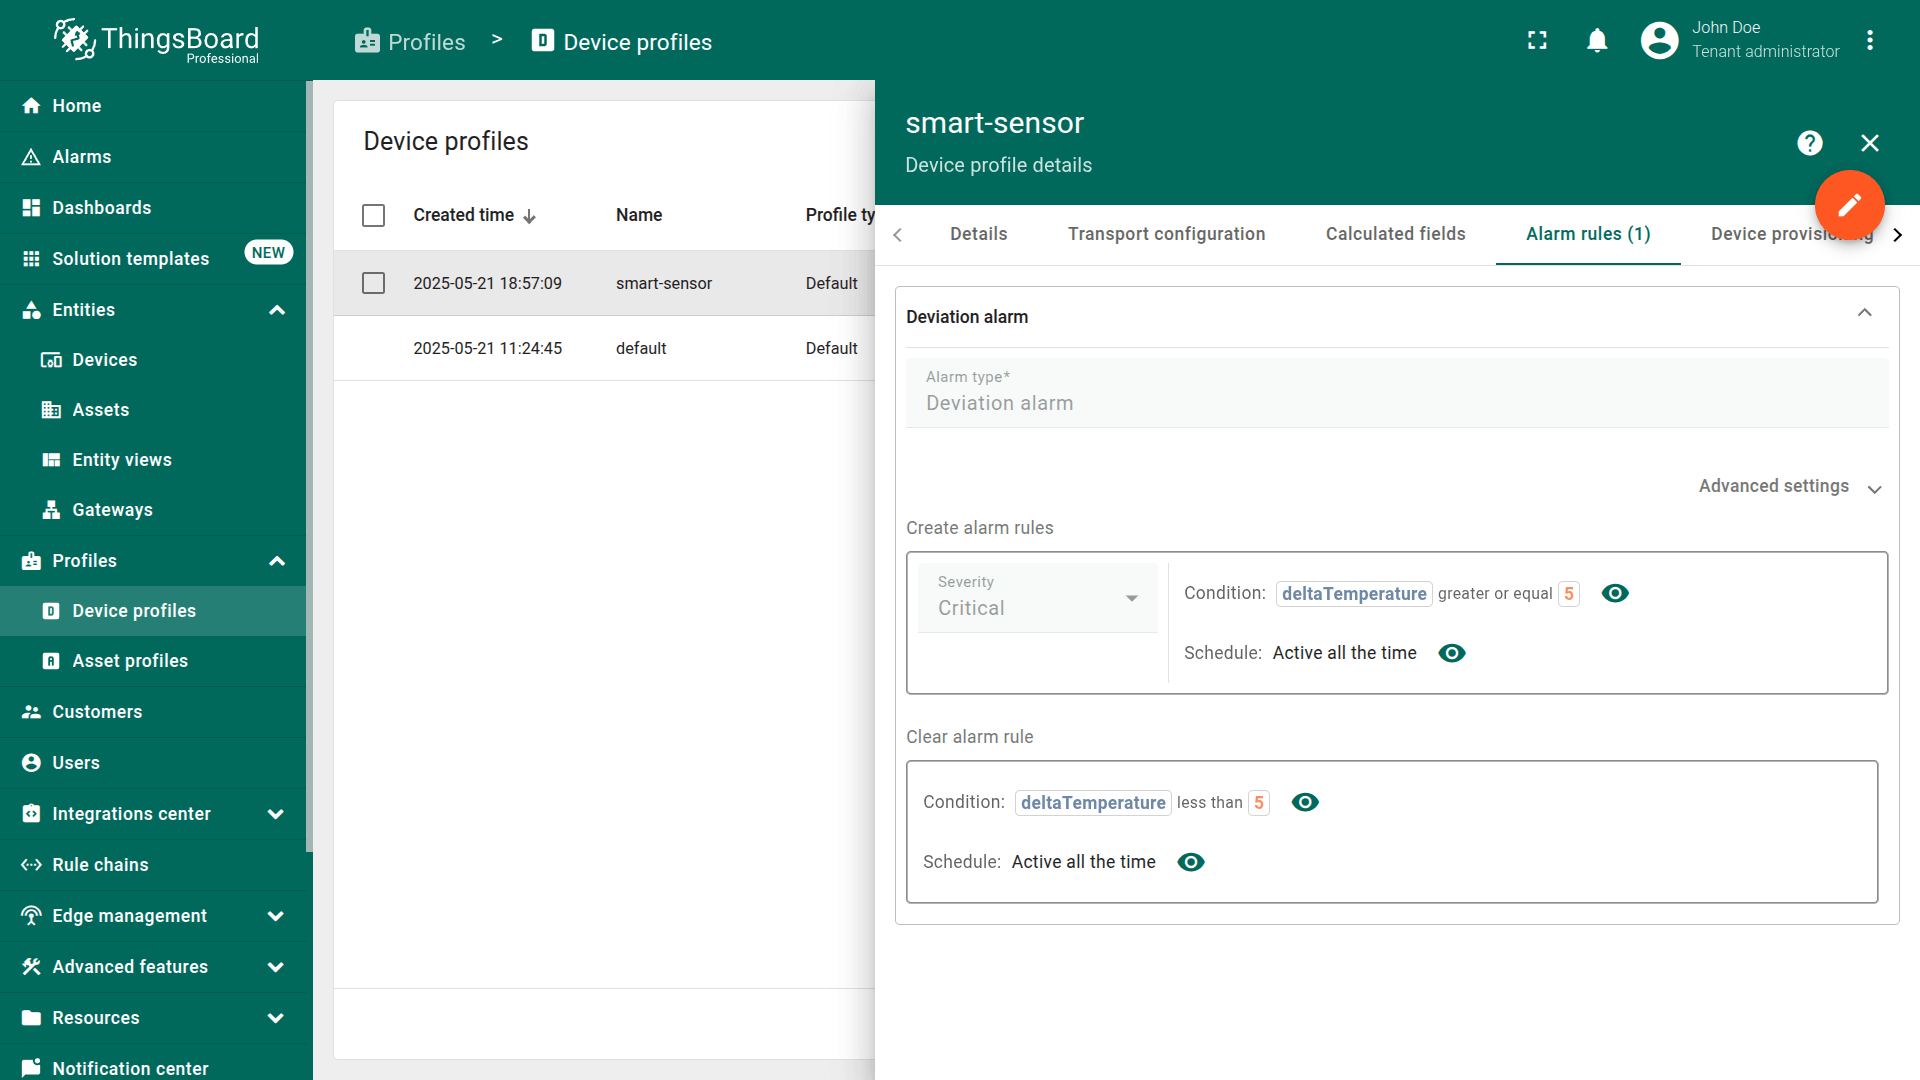 ThingsBoard
Professional
Profiles > Device profiles
John Doe
Tenant administrator
Home
Alarms
Dashboards
Solution templates NEW
Entities
Devices
Assets
Entity views
Gateways
Profiles
Device profiles
Asset profiles
Customers
Users
Integrations center
Rule chains
Edge management
Advanced features
Resources
Notification center
Device profiles
Created time Name Profile ty
2025-05-21 18:57:09 smart-sensor Default
2025-05-21 11:24:45 default Default
smart-sensor
Device profile details
Details Transport configuration Calculated fields Alarm rules (1) Device provisioning
Deviation alarm
Alarm type*
Deviation alarm
Advanced settings
Create alarm rules
Severity
Critical
Condition: deltaTemperature greater or equal 5
Schedule: Active all the time
Clear alarm rule
Condition: deltaTemperature less than 5
Schedule: Active all the time